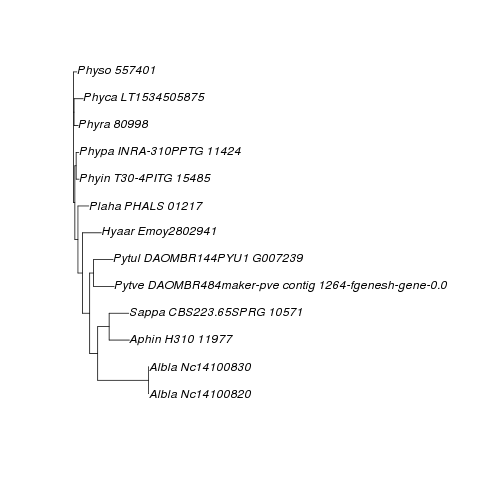 Physo 557401
Phyca LT1534505875
Phyra 80998
Phypa INRA-310PPTG 11424
Phyin T30-4PITG 15485
Plaha PHALS 01217
Hyaar Emoy2802941
Pytul DAOMBR144PYU1 G007239
Pytve DAOMBR484maker-pve contig 1264-fgenesh-gene-0.0
Sappa CBS223.65SPRG 10571
Aphin H310 11977
Albla Nc14100830
Albla Nc14100820